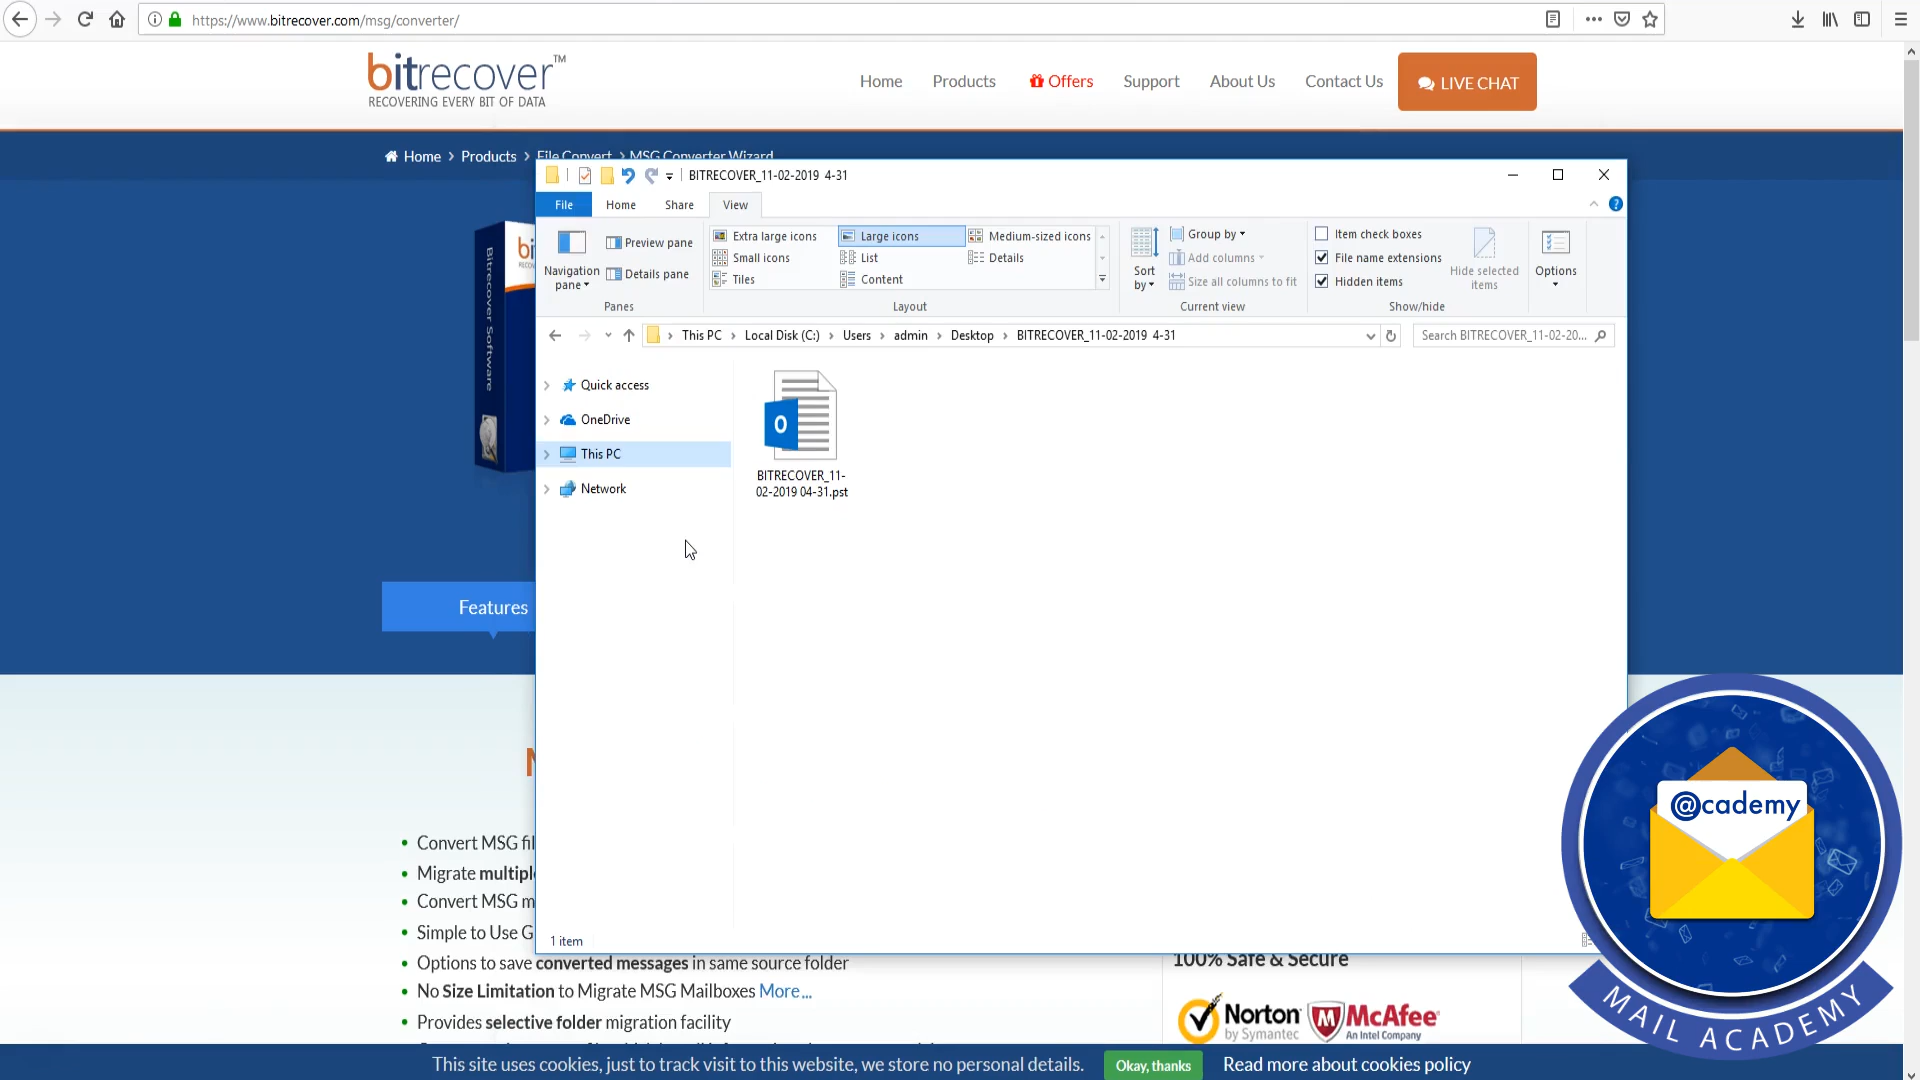 https://www.bitrecover.com/msg/converter/
bitrecover™
RECOVERING EVERY BIT OF DATA
Home
Products
Offers
Support
About Us
Contact Us
LIVE CHAT
Home > Products > File Convert > MSG Converter Wizard
BITRECOVER_11-02-2019 4-31
File
Home
Share
View
Navigation pane
Preview pane
Details pane
Panes
Extra large icons
Large icons
Medium-sized icons
Small icons
List
Details
Tiles
Content
Layout
Sort by
Group by
Add columns
Size all columns to fit
Current view
Item check boxes
File name extensions
Hidden items
Hide selected items
Show/hide
Options
This PC > Local Disk (C:) > Users > admin > Desktop > BITRECOVER_11-02-2019 4-31
Search BITRECOVER_11-02-20...
Quick access
OneDrive
This PC
Network
BITRECOVER_11-
02-2019 04-31.pst
1 item
Bitrecover Software
Features
Convert MSG
Migrate
Convert MSG
Simple to Use
Options to save converted messages in same source folder
No Size Limitation to Migrate MSG Mailboxes More...
Provides selective folder migration facility
100% Safe & Secure
Norton
by Symantec
McAfee
An Intel Company
@cademy
MAIL ACADEMY
This site uses cookies, just to track visit to this website, we store no personal details.
Okay, thanks
Read more about cookies policy